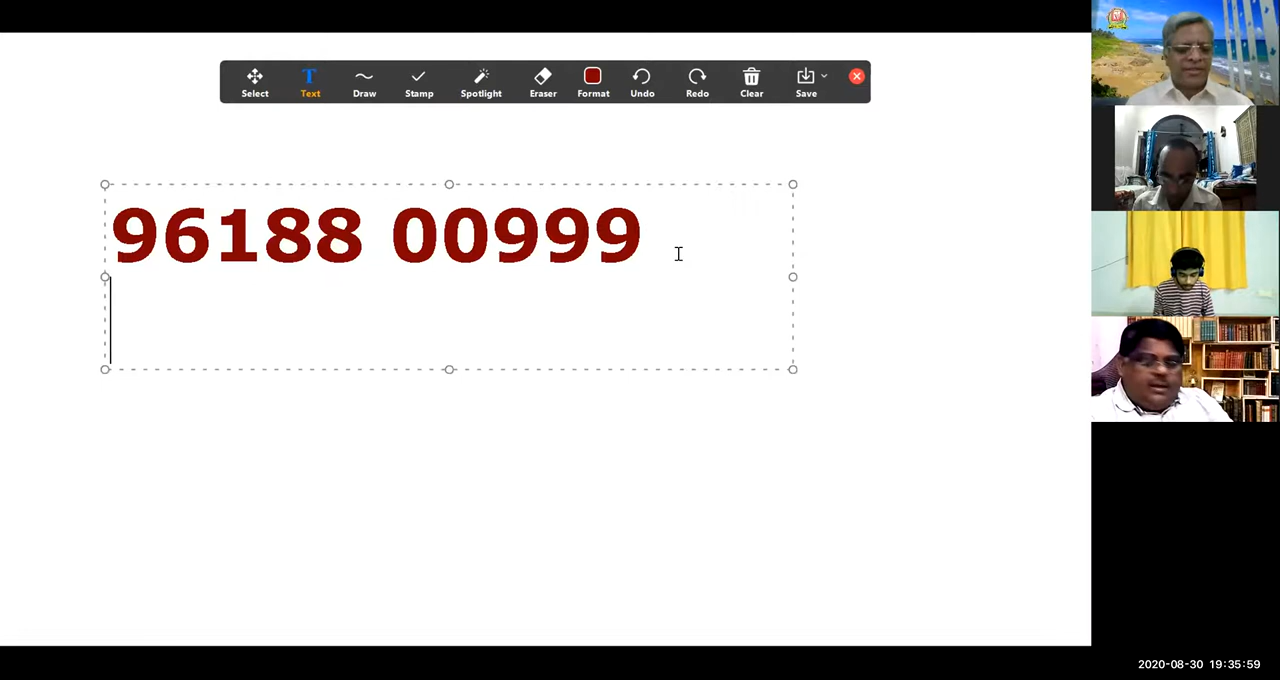 Select Text Draw Stamp Spotlight Eraser Format Undo Redo Clear Save
96188 00999
2020-08-30 19:35:59